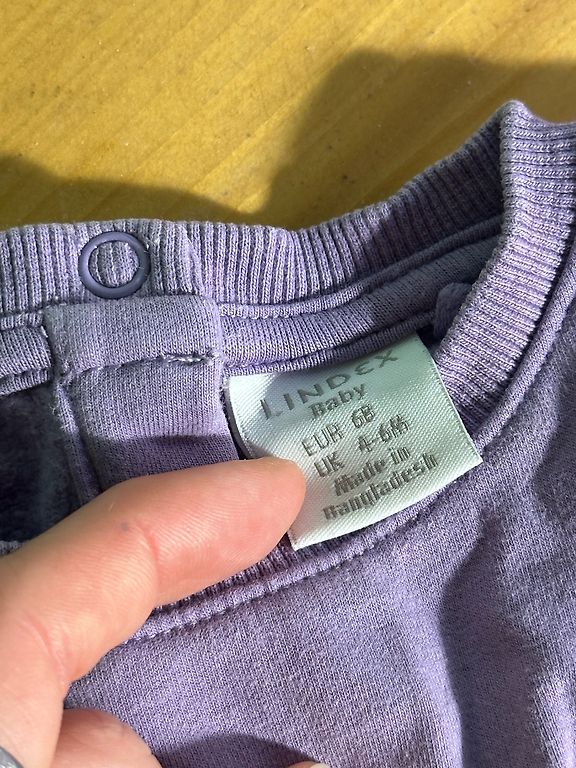 LINDEX
Baby
EUR 68
UK 4-6M
Made in
Bangladesh